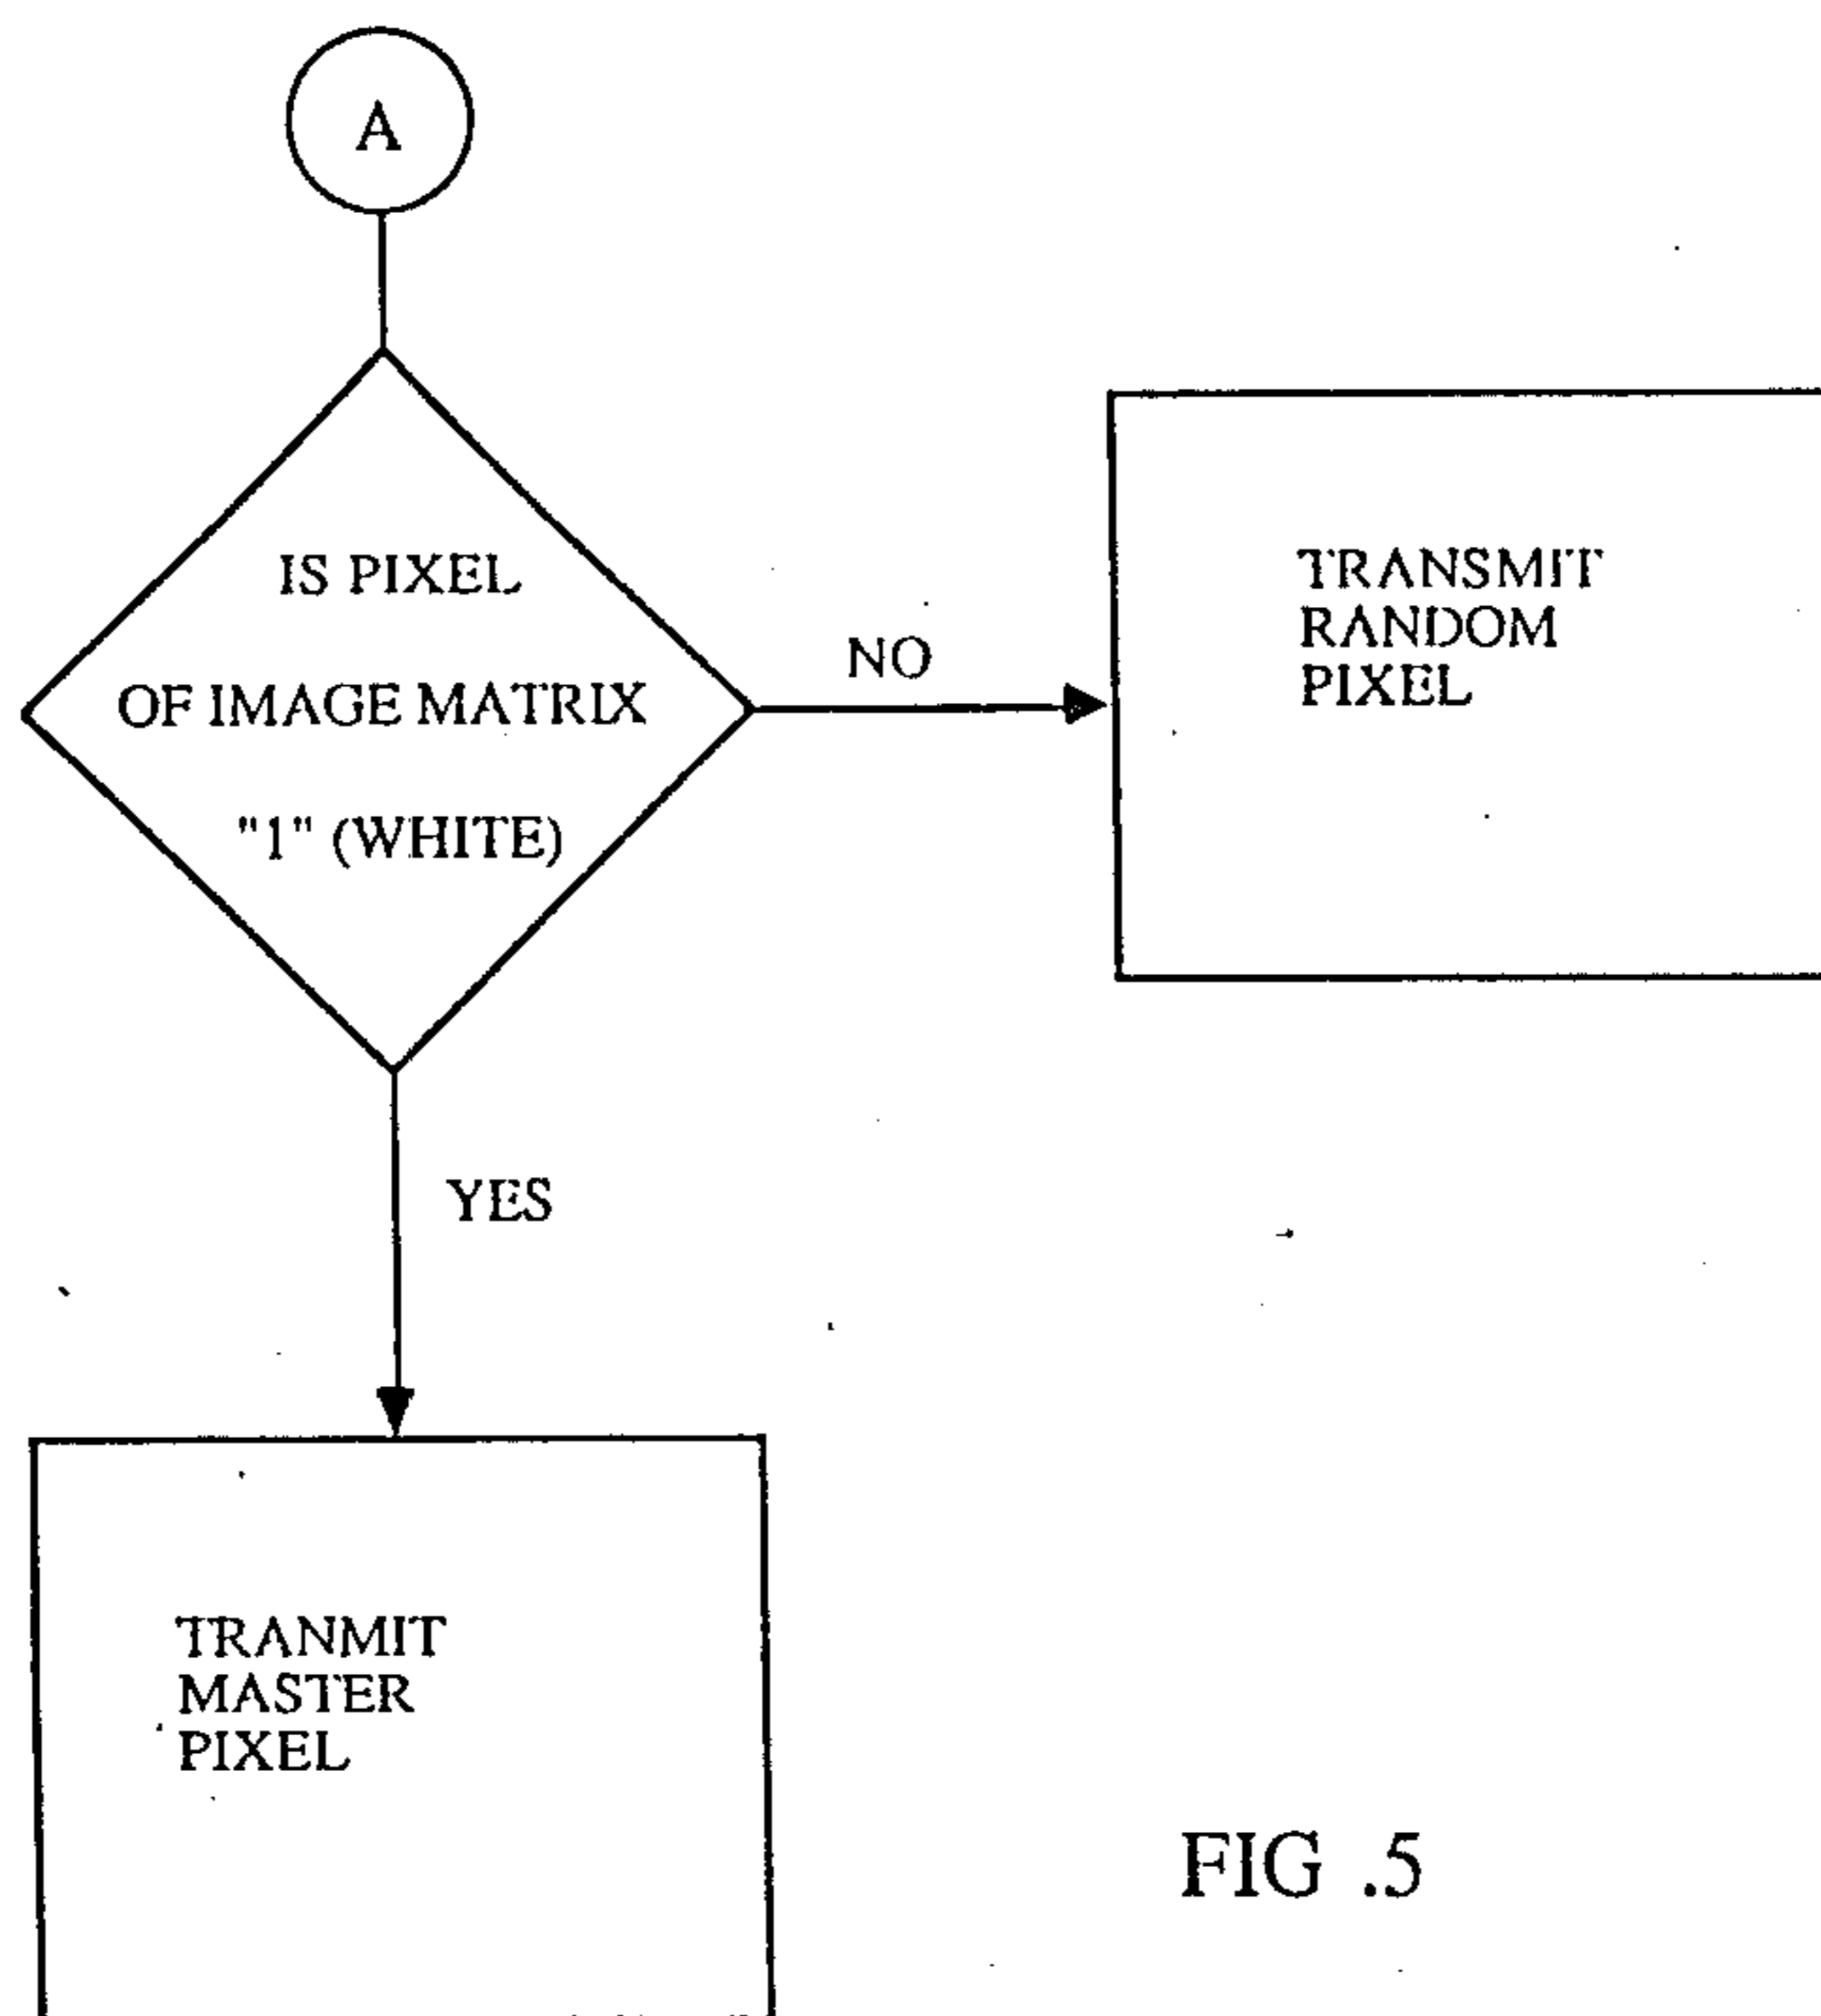 A
IS PIXEL
OF IMAGE MATRIX
"1" (WHITE)
NO
TRANSMIT
RANDOM
PIXEL
YES
TRANMIT
MASTER
PIXEL
FIG .5